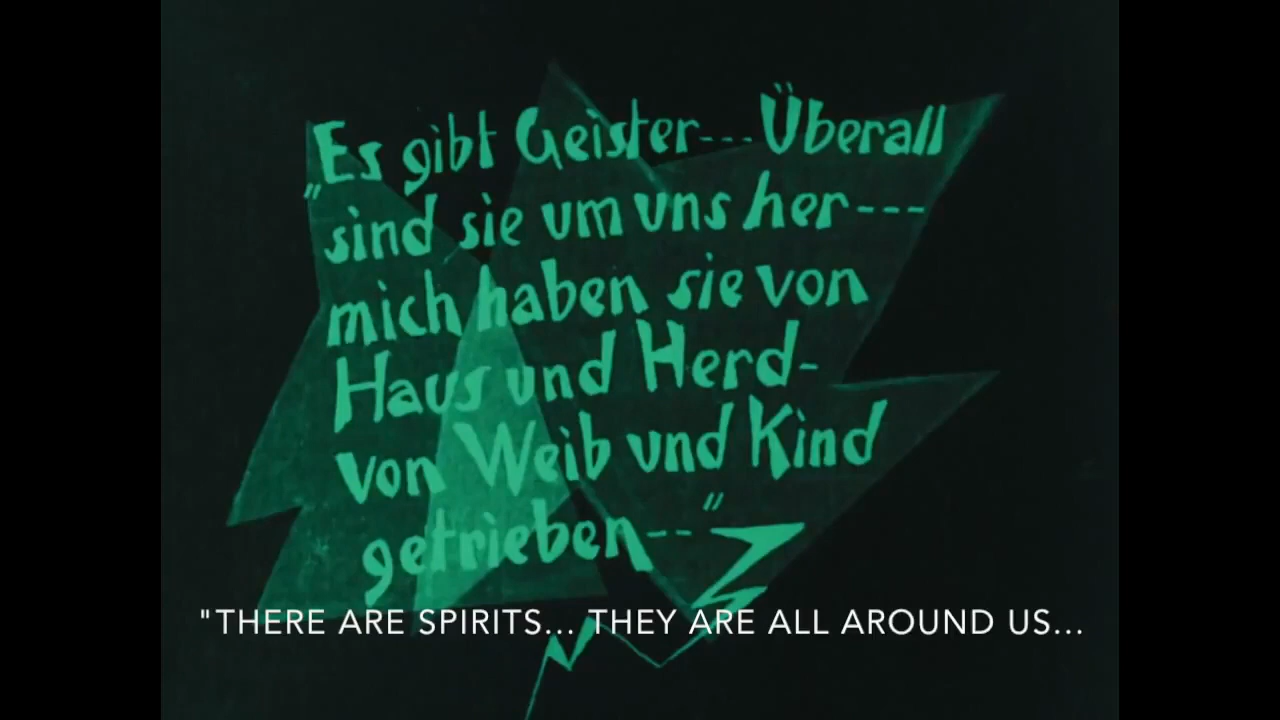 „Es gibt Geister--- Überall
sind sie um uns her---
mich haben sie von
Haus und Herd-
von Weib und Kind
getrieben--"
"THERE ARE SPIRITS... THEY ARE ALL AROUND US...